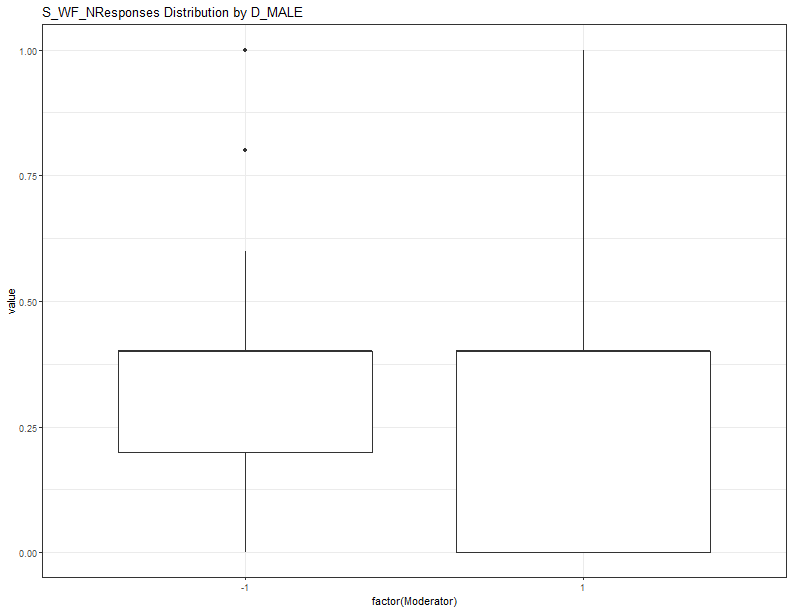 S_WF_NResponses Distribution by D_MALE
1.00
0.75
value
0.50
0.25
0.00
-1
1
factor(Moderator)